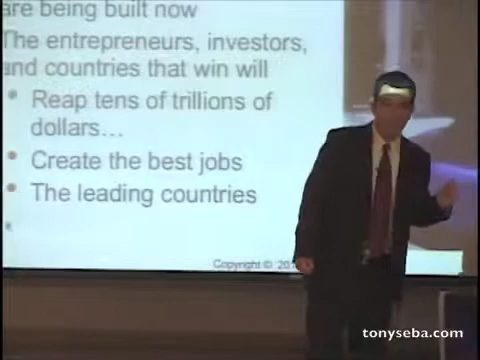 are being built now
The entrepreneurs, investors,
and countries that win will
• Reap tens of trillions of
dollars…
• Create the best jobs
• The leading countries
Copyright ©
tonyseba.com